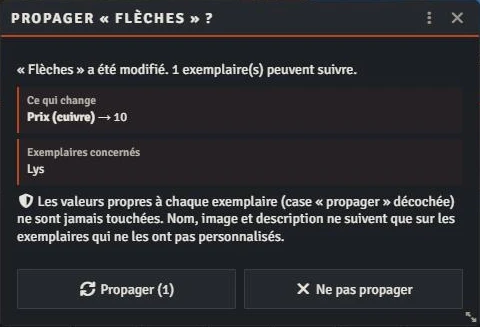 PROPAGER « FLÈCHES » ?
« Flèches » a été modifié. 1 exemplaire(s) peuvent suivre.
Ce qui change
Prix (cuivre) → 10
Exemplaires concernés
Lys
Les valeurs propres à chaque exemplaire (case « propager » décochée)
ne sont jamais touchées. Nom, image et description ne suivent que sur les
exemplaires qui ne les ont pas personnalisés.
Propager (1)
Ne pas propager